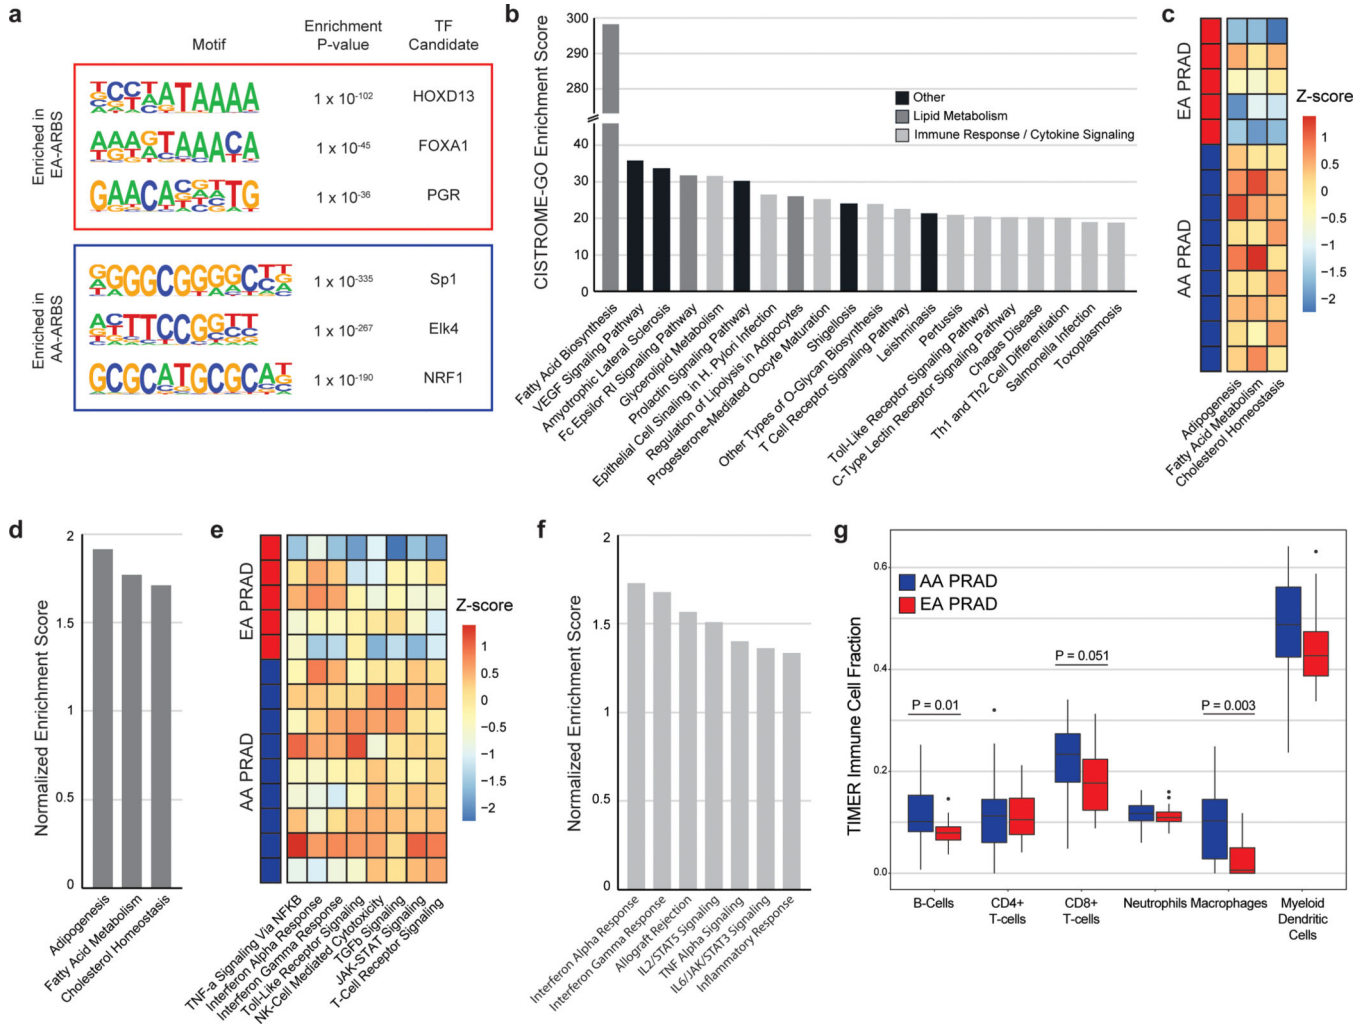 a
Motif
Enrichment
P-value
TF
Candidate
Enriched in
EA-ARBS
1 x 10-102
HOXD13
1 x 10-45
FOXA1
1 x 10-36
PGR
Enriched in
AA-ARBS
1 x 10-335
Sp1
1 x 10-267
Elk4
1 x 10-190
NRF1
b
CISTROME-GO Enrichment Score
300
290
280
40
30
20
10
0
Other
Lipid Metabolism
Immune Response / Cytokine Signaling
Fatty Acid Biosynthesis
VEGF Signaling Pathway
Amyotrophic Lateral Sclerosis
Fc Epsilor RI Signaling Pathway
Glycerolipid Metabolism
Prolactin Signaling Pathway
Epithelial Cell Sinaling in H. Pylori Infection
Regulation of Lipolysis in Adipocytes
Progesterone-Mediated Oocyte Maturation
Shigellosis
Other Types of O-Glycan Biosynthesis
T Cell Receptor Signaling Pathway
Leishminasis
Pertussis
Toll-Like Receptor Signaling Pathway
C-Type Lectin Receptor Signaling Pathway
Chagas Disease
Th1 and Th2 Cell Differentiation
Salmonella Infection
Toxoplasmosis
c
EA PRAD
AA PRAD
Z-score
1
0.5
0
−0.5
−1
−1.5
−2
Adipogenesis
Fatty Acid Metabolism
Cholesterol Homeostasis
d
Normalized Enrichment Score
2
1.5
1
0.5
0
Adipogenesis
Fatty Acid Metabolism
Cholesterol Homeostasis
e
EA PRAD
AA PRAD
Z-score
1
0.5
0
−0.5
−1
−1.5
−2
TNF-a Signaling Via NFKB
Interferon Alpha Response
Interferon Gamma Response
Toll-Like Receptor Signaling
NK-Cell Mediated Cytotoxicity
TGFb Signaling
JAK-STAT Signaling
T-Cell Receptor Signaling
f
Normalized Enrichment Score
2
1.5
1
0.5
0
Interferon Alpha Response
Interferon Gamma Response
Allograft Rejection
IL2/STAT5 Signaling
TNF Alpha Signaling
IL6/JAK/STAT3 Signaling
Inflammatory Response
g
TIMER Immune Cell Fraction
0.6
0.4
0.2
0.0
AA PRAD
EA PRAD
P = 0.01
P = 0.051
P = 0.003
B-Cells
CD4+
T-cells
CD8+
T-cells
Neutrophils
Macrophages
Myeloid
Dendritic
Cells